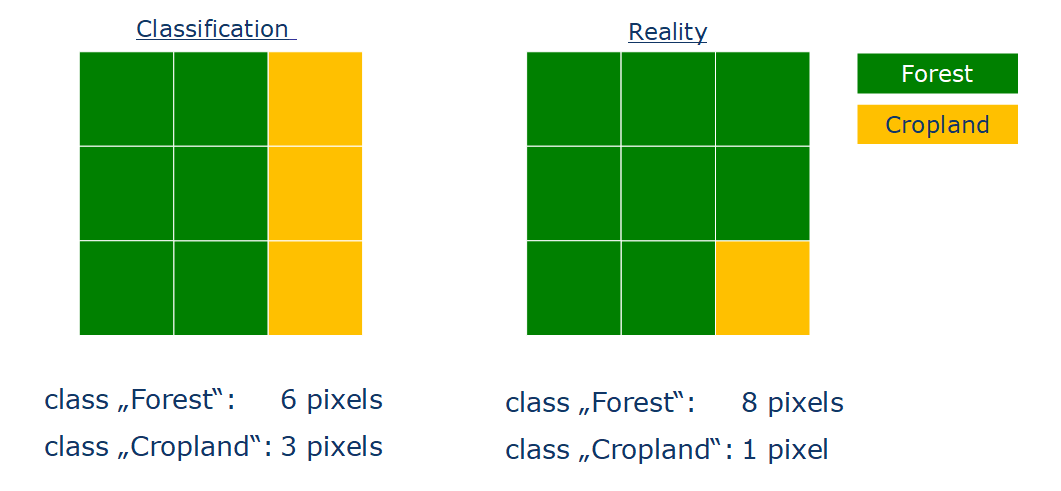 Classification
Reality
Forest
Cropland
class „Forest“: 6 pixels
class „Cropland“: 3 pixels
class „Forest“: 8 pixels
class „Cropland“: 1 pixel